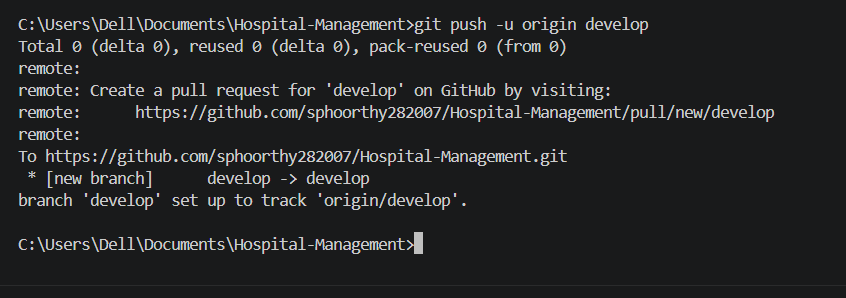 C:\Users\Dell\Documents\Hospital-Management>git push -u origin develop
Total 0 (delta 0), reused 0 (delta 0), pack-reused 0 (from 0)
remote:
remote: Create a pull request for 'develop' on GitHub by visiting:
remote:      https://github.com/sphoorthy282007/Hospital-Management/pull/new/develop
remote:
To https://github.com/sphoorthy282007/Hospital-Management.git
 * [new branch]      develop -> develop
branch 'develop' set up to track 'origin/develop'.
C:\Users\Dell\Documents\Hospital-Management>